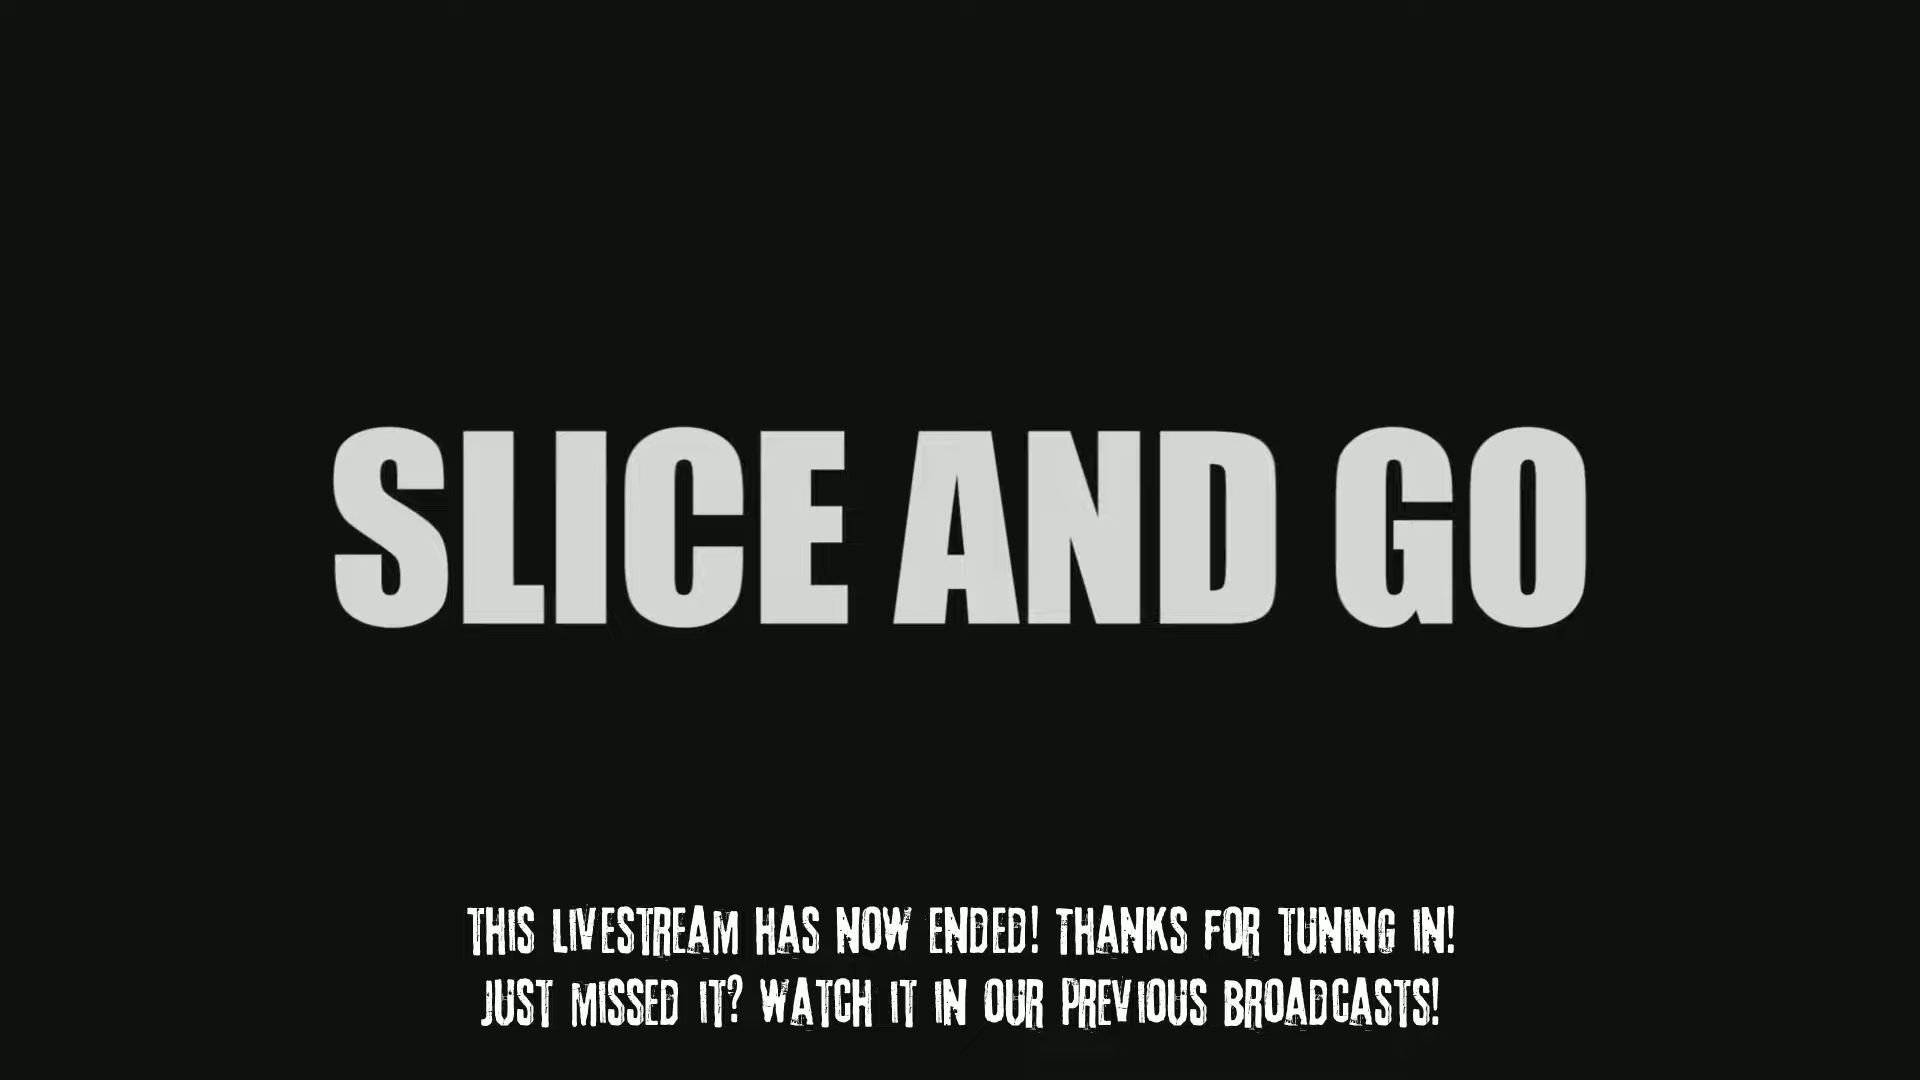 SLICE AND GO
THIS LIVESTREAM HAS NOW ENDED! THANKS FOR TUNING IN!
JUST MISSED IT? WATCH IT IN OUR PREVIOUS BROADCASTS!